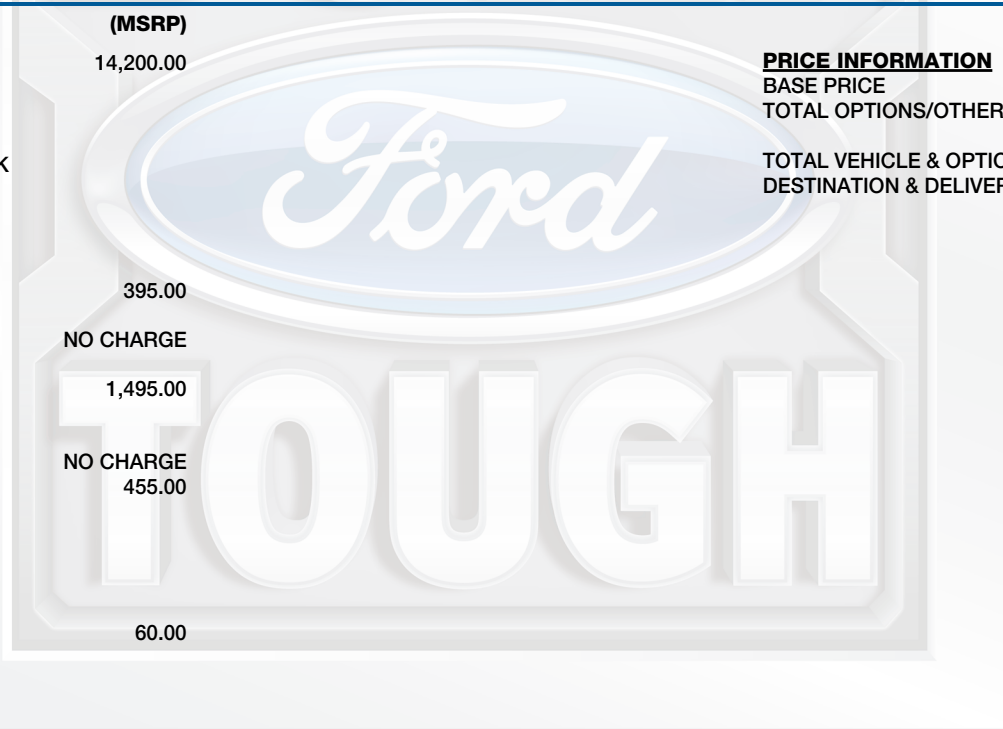 (MSRP)
14,200.00
K
395.00
NO CHARGE
1,495.00
NO CHARGE
455.00
60.00
PRICE INFORMATION
BASE PRICE
TOTAL OPTIONS/OTHER
TOTAL VEHICLE & OPTIO
DESTINATION & DELIVER
Ford
TOUGH